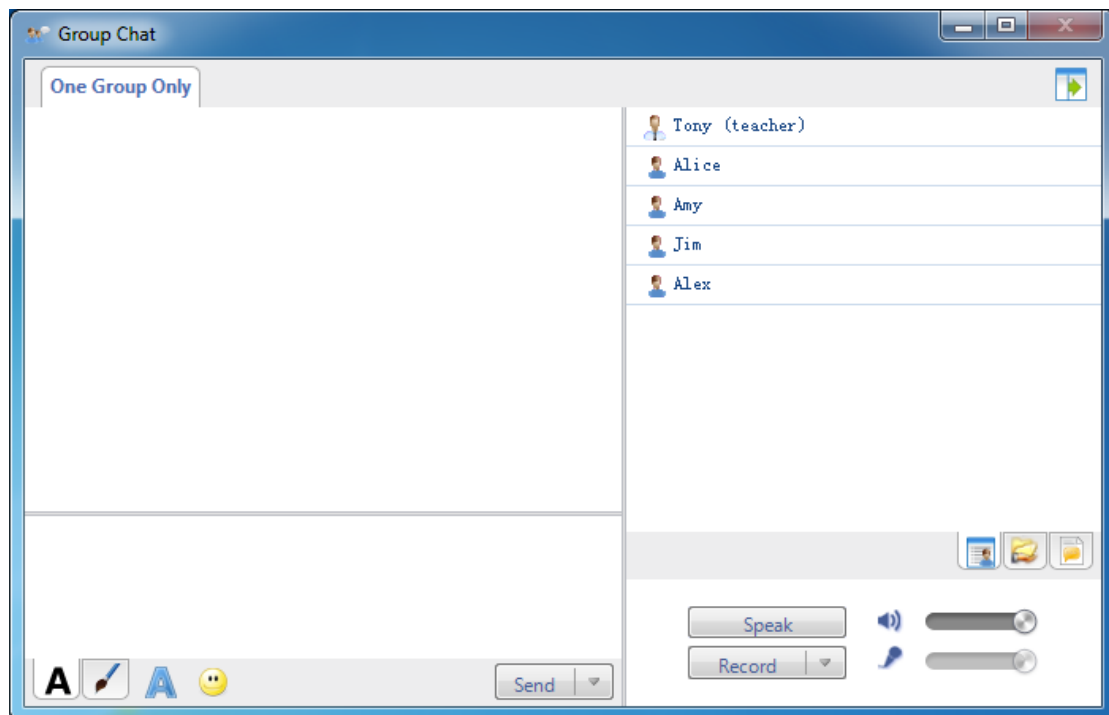 Group Chat
One Group Only
Tony (teacher)
Alice
Amy
Jim
Alex
Speak
Record
A
A
Send